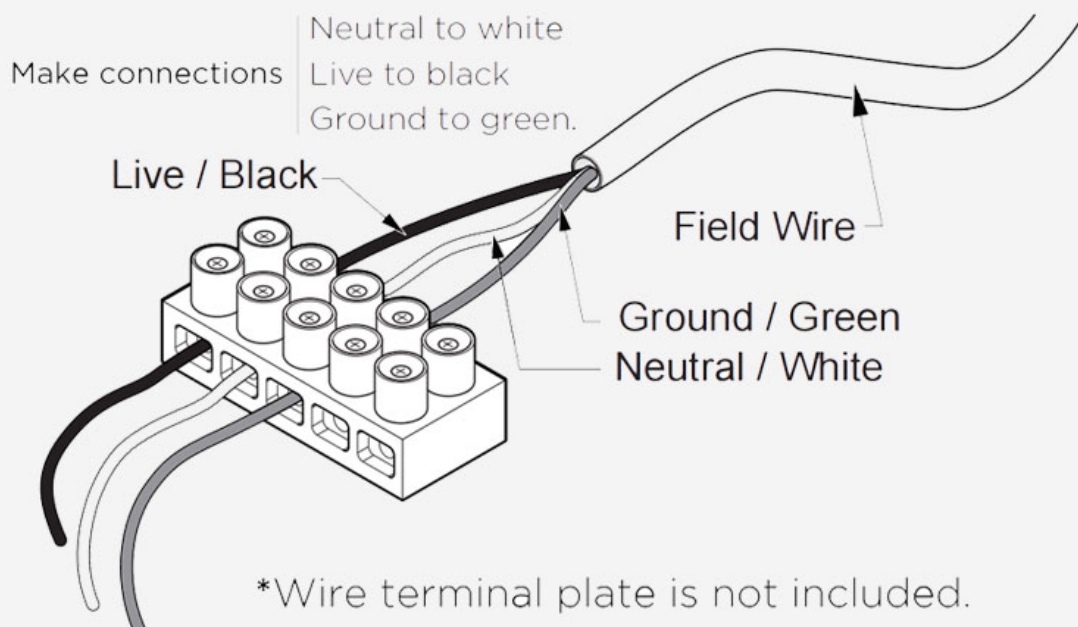 Neutral to white
Make connections
Live to black
Ground to green.
Live / Black
Field Wire
Ground / Green
Neutral / White
*Wire terminal plate is not included.